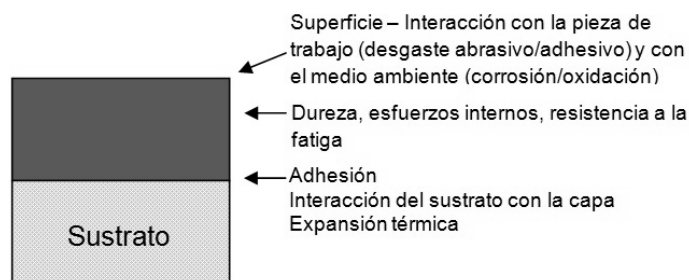 Superficie – Interacción con la pieza de
trabajo (desgaste abrasivo/adhesivo) y con
el medio ambiente (corrosión/oxidación)
Dureza, esfuerzos internos, resistencia a la
fatiga
Adhesión
Interacción del sustrato con la capa
Expansión térmica
Sustrato